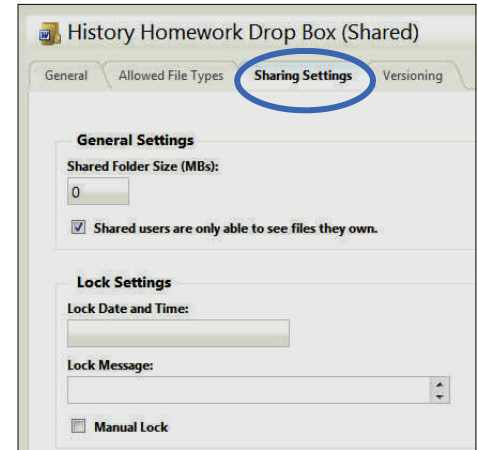 History Homework Drop Box (Shared)
General Allowed File Types Sharing Settings Versioning
General Settings
Shared Folder Size (MBs):
0
Shared users are only able to see files they own.
Lock Settings
Lock Date and Time:
Lock Message:
Manual Lock